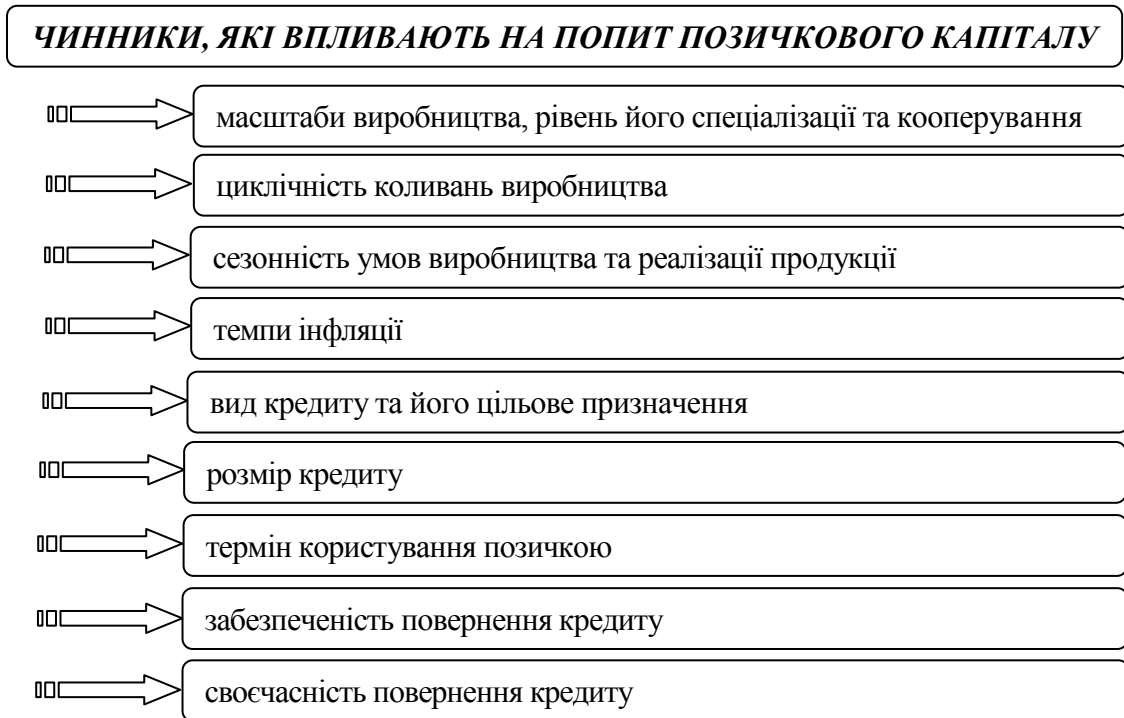 ЧИННИКИ, ЯКІ ВПЛИВАЮТЬ НА ПОПИТ ПОЗИЧКОВОГО КАПІТАЛУ
масштаби виробництва, рівень його спеціалізації та кооперування
циклічність коливань виробництва
сезонність умов виробництва та реалізації продукції
темпи інфляції
вид кредиту та його цільове призначення
розмір кредиту
термін користування позичкою
забезпеченість повернення кредиту
своєчасність повернення кредиту